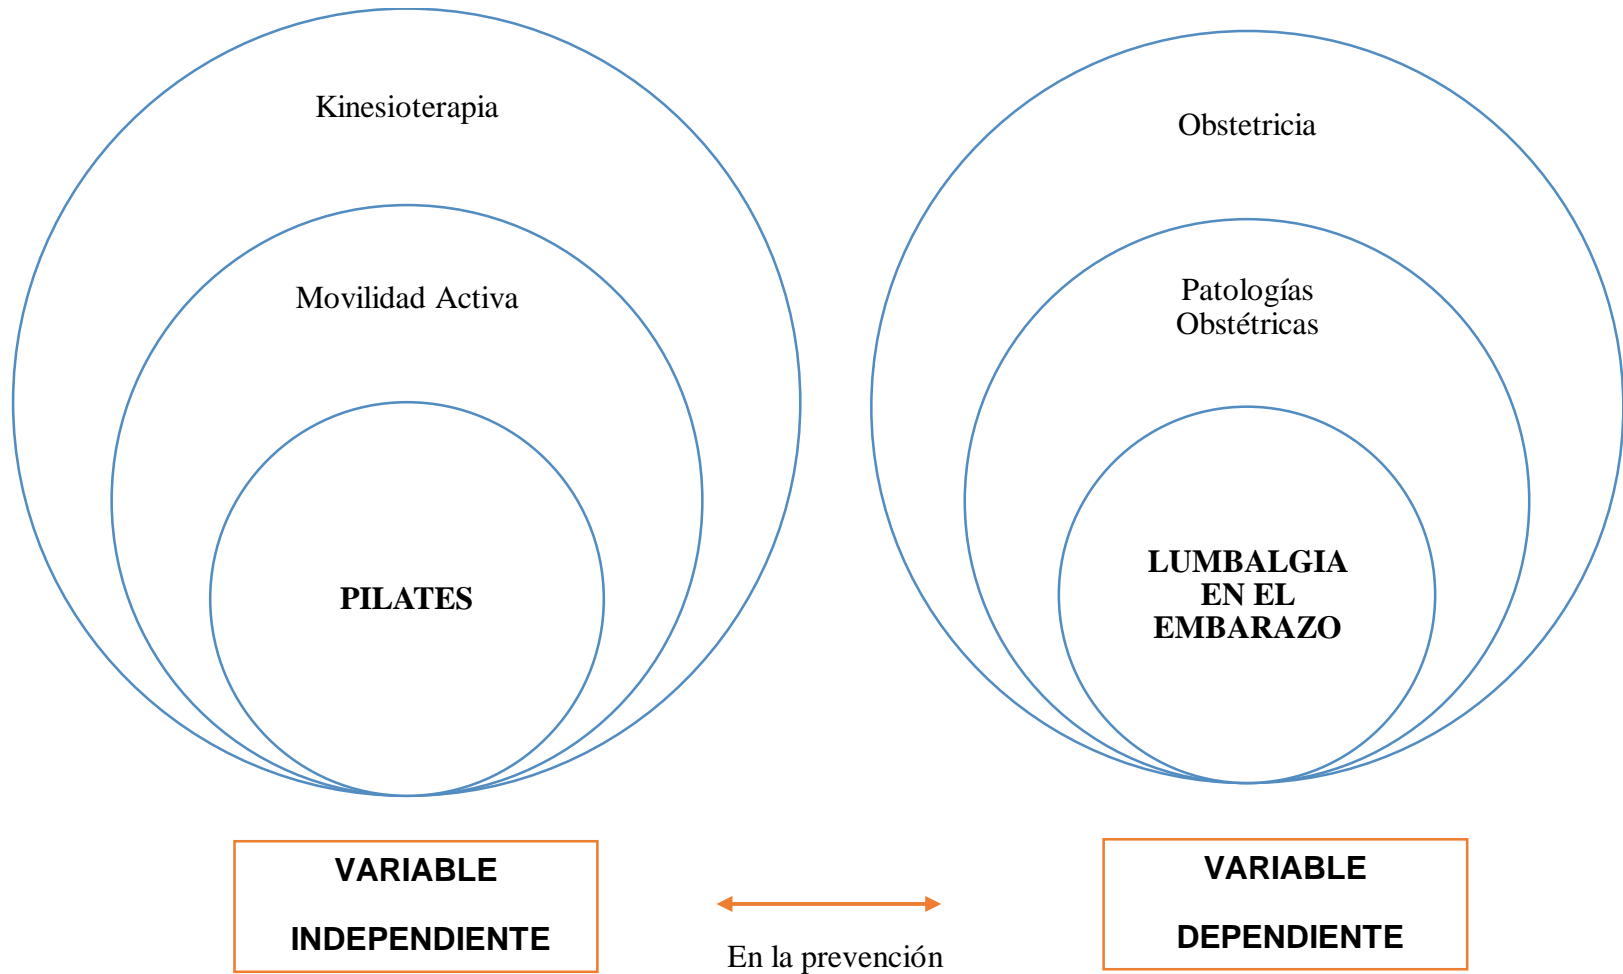 Kinesioterapia
Movilidad Activa
PILATES
VARIABLE
INDEPENDIENTE
En la prevención
Obstetricia
Patologías
Obstétricas
LUMBALGIA
EN EL
EMBARAZO
VARIABLE
DEPENDIENTE